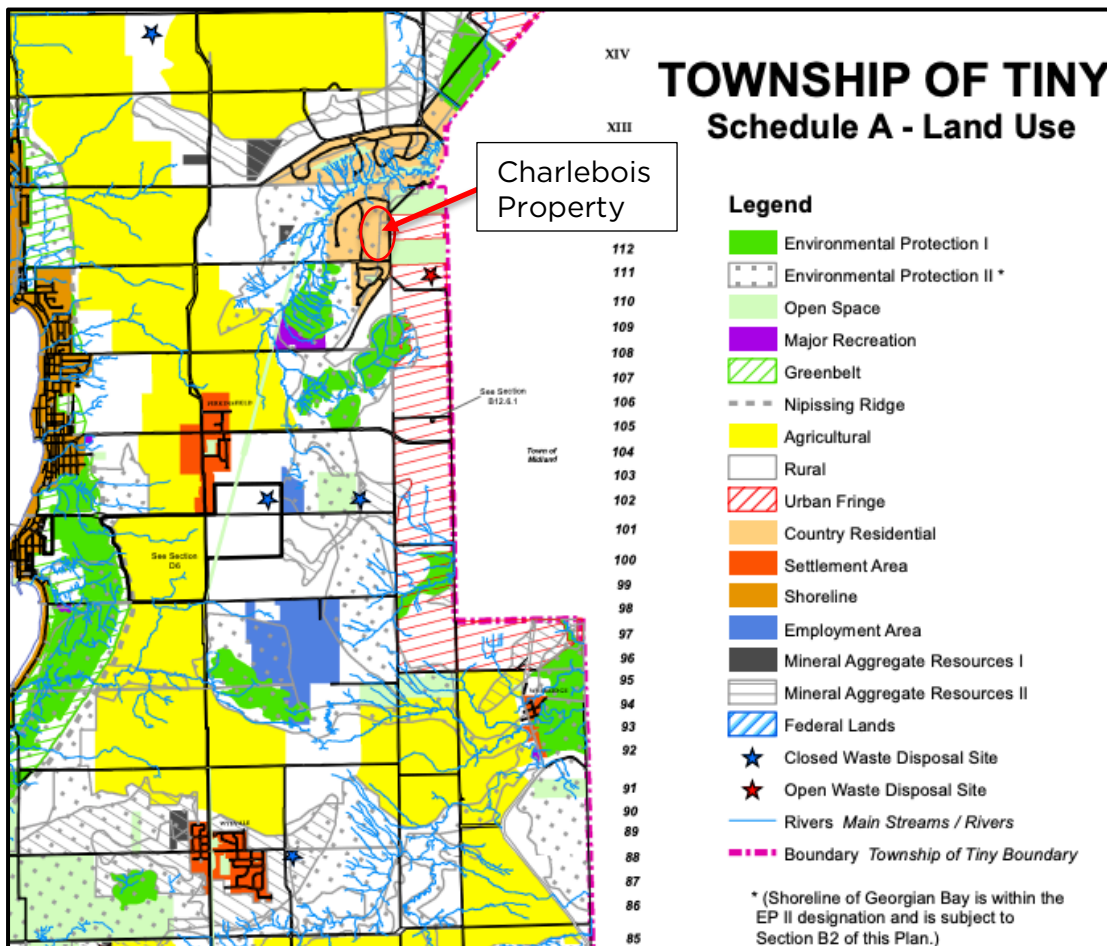 XIV
XIII
112
111
110
109
108
107
106
105
104
103
102
101
100
99
98
97
96
95
94
93
92
91
90
89
88
87
86
85
Charlebois
Property
See Section
B12.6.1
Town of
Midland
See Section
D6
WYEVALE
TOWNSHIP OF TINY
Schedule A - Land Use
Legend
Environmental Protection I
Environmental Protection II *
Open Space
Major Recreation
Greenbelt
Nipissing Ridge
Agricultural
Rural
Urban Fringe
Country Residential
Settlement Area
Shoreline
Employment Area
Mineral Aggregate Resources I
Mineral Aggregate Resources II
Federal Lands
Closed Waste Disposal Site
Open Waste Disposal Site
Rivers Main Streams / Rivers
Boundary Township of Tiny Boundary
* (Shoreline of Georgian Bay is within the
EP II designation and is subject to
Section B2 of this Plan.)